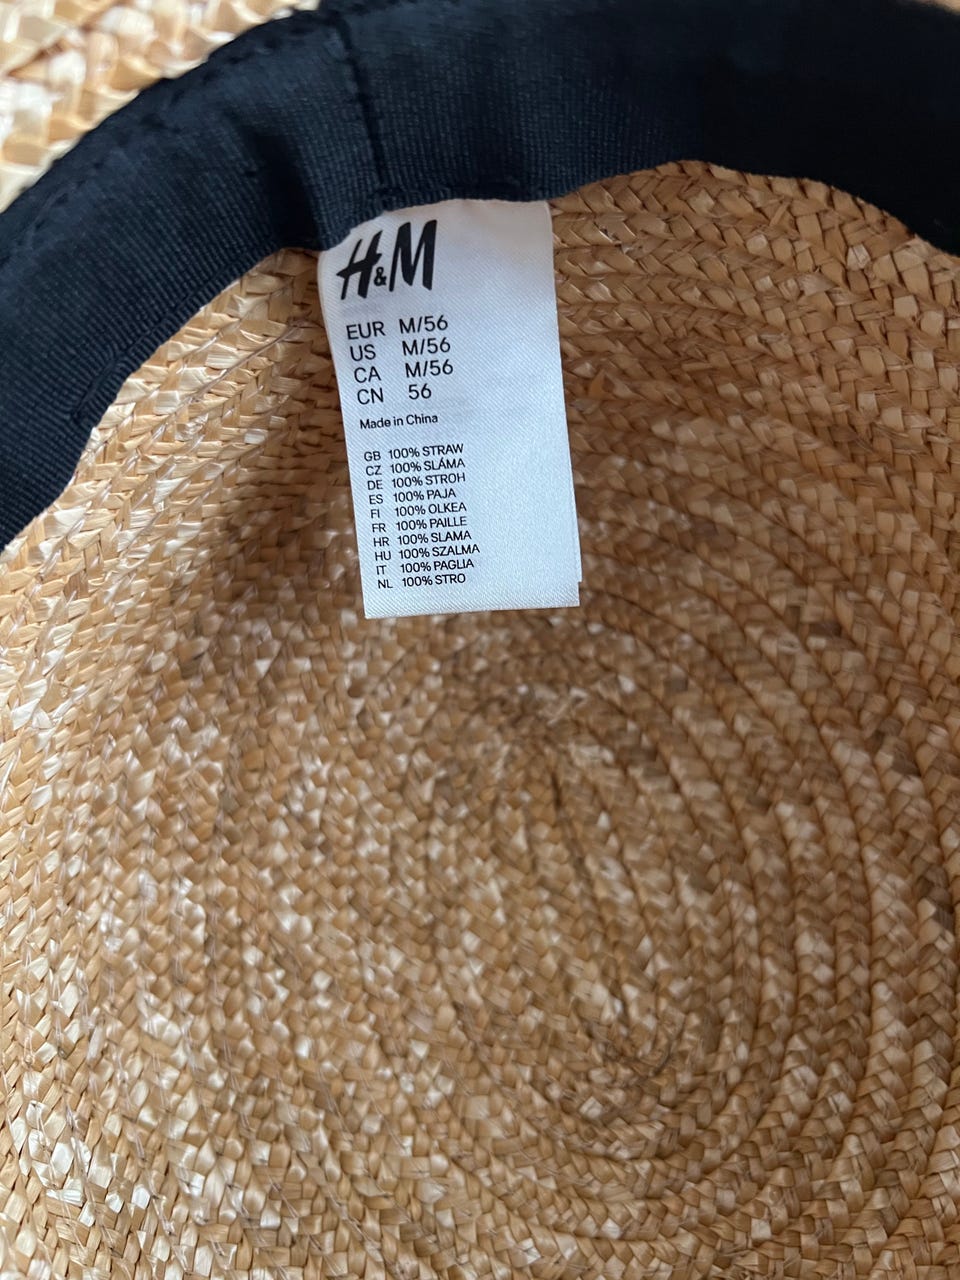 H&M
EUR M/56
US M/56
CA M/56
CN 56
Made in China
GB 100% STRAW
CZ 100% SLÁMA
DE 100% STROH
ES 100% PAJA
FI 100% OLKEA
FR 100% PAILLE
HR 100% SLAMA
HU 100% SZALMA
IT 100% PAGLIA
NL 100% STRO